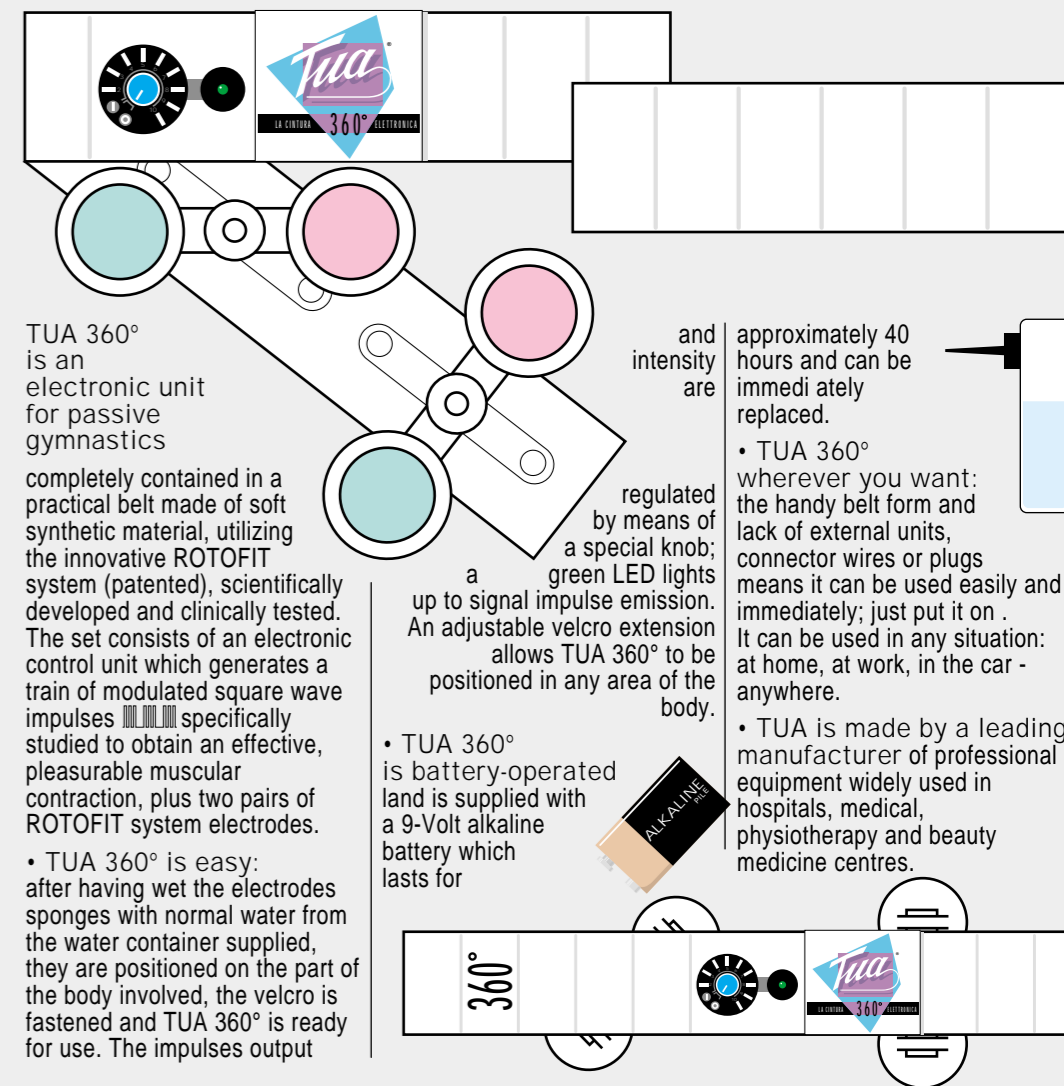 Tua
LA CINTURA 360° ELETTRONICA
TUA 360°
is an
electronic unit
for passive
gymnastics
completely contained in a
practical belt made of soft
synthetic material, utilizing
the innovative ROTOFIT
system (patented), scientifically
developed and clinically tested.
The set consists of an electronic
control unit which generates a
train of modulated square wave
impulses specifically
studied to obtain an effective,
pleasurable muscular
contraction, plus two pairs of
ROTOFIT system electrodes.
• TUA 360° is easy:
after having wet the electrodes
sponges with normal water from
the water container supplied,
they are positioned on the part of
the body involved, the velcro is
fastened and TUA 360° is ready
for use. The impulses output
and
intensity
are
regulated
by means of
a special knob;
a green LED lights
up to signal impulse emission.
An adjustable velcro extension
allows TUA 360° to be
positioned in any area of the
body.
• TUA 360°
is battery-operated
land is supplied with
a 9-Volt alkaline
battery which
lasts for
ALKALINE
PILE
approximately 40
hours and can be
immedi ately
replaced.
• TUA 360°
wherever you want:
the handy belt form and
lack of external units,
connector wires or plugs
means it can be used easily and
immediately; just put it on .
It can be used in any situation:
at home, at work, in the car -
anywhere.
• TUA is made by a leading
manufacturer of professional
equipment widely used in
hospitals, medical,
physiotherapy and beauty
medicine centres.
360°
Tua
LA CINTURA 360° ELETTRONICA